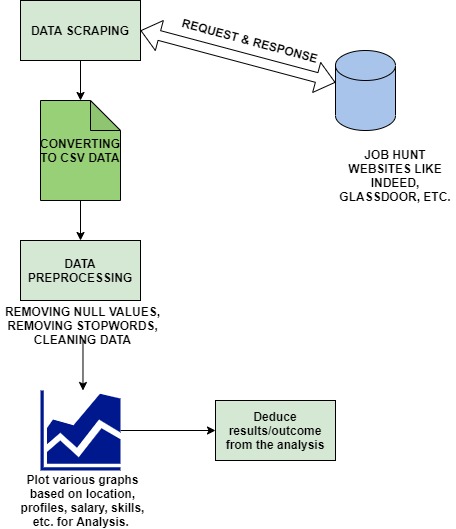 DATA SCRAPING
REQUEST & RESPONSE
CONVERTING
TO CSV DATA
JOB HUNT
WEBSITES LIKE
INDEED,
GLASSDOOR, ETC.
DATA
PREPROCESSING
REMOVING NULL VALUES,
REMOVING STOPWORDS,
CLEANING DATA
Plot various graphs
based on location,
profiles, salary, skills,
etc. for Analysis.
Deduce
results/outcome
from the analysis